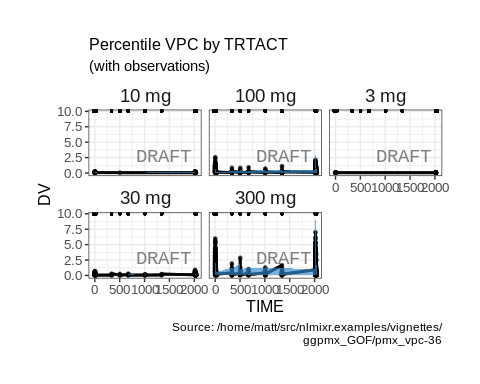 Percentile VPC by TRTACT
(with observations)
10 mg
100 mg
3 mg
10.0
7.5
5.0
2.5
0.0
DRAFT
DRAFT
DRAFT
0 500 1000 1500 2000
30 mg
300 mg
10.0
7.5
5.0
2.5
0.0
DRAFT
DRAFT
0 500 1000 1500 2000
0 500 1000 1500 2000
DV
TIME
Source: /home/matt/src/nlmixr.examples/vignettes/
ggpmx_GOF/pmx_vpc-36